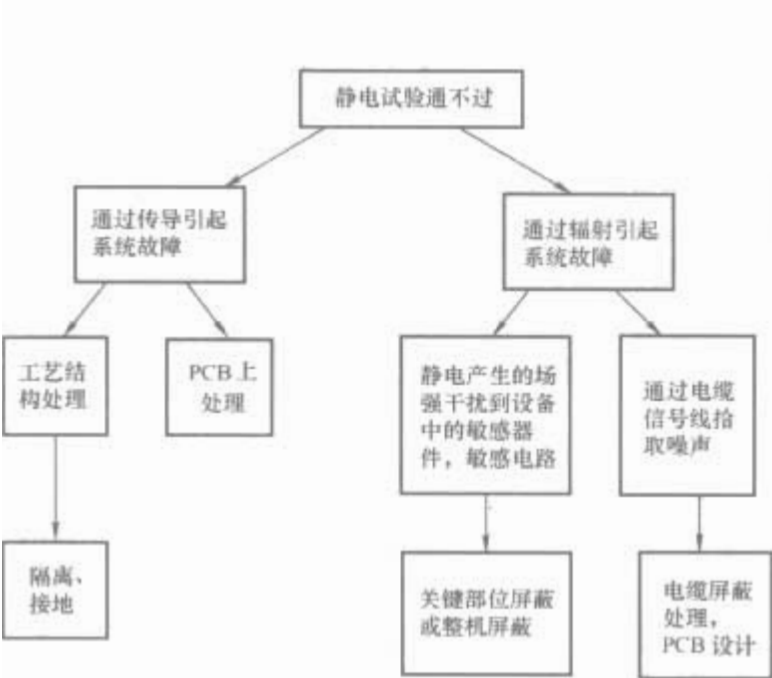 静电试验通不过
通过传导引起
系统故障
通过辐射引起
系统故障
工艺结
构处理
PCB上
处理
静电产生的场
强干扰到设备
中的敏感器
件，敏感电路
通过电缆
信号线拾
取噪声
隔离、
接地
关键部位屏蔽
或整机屏蔽
电缆屏蔽
处理，
PCB设计